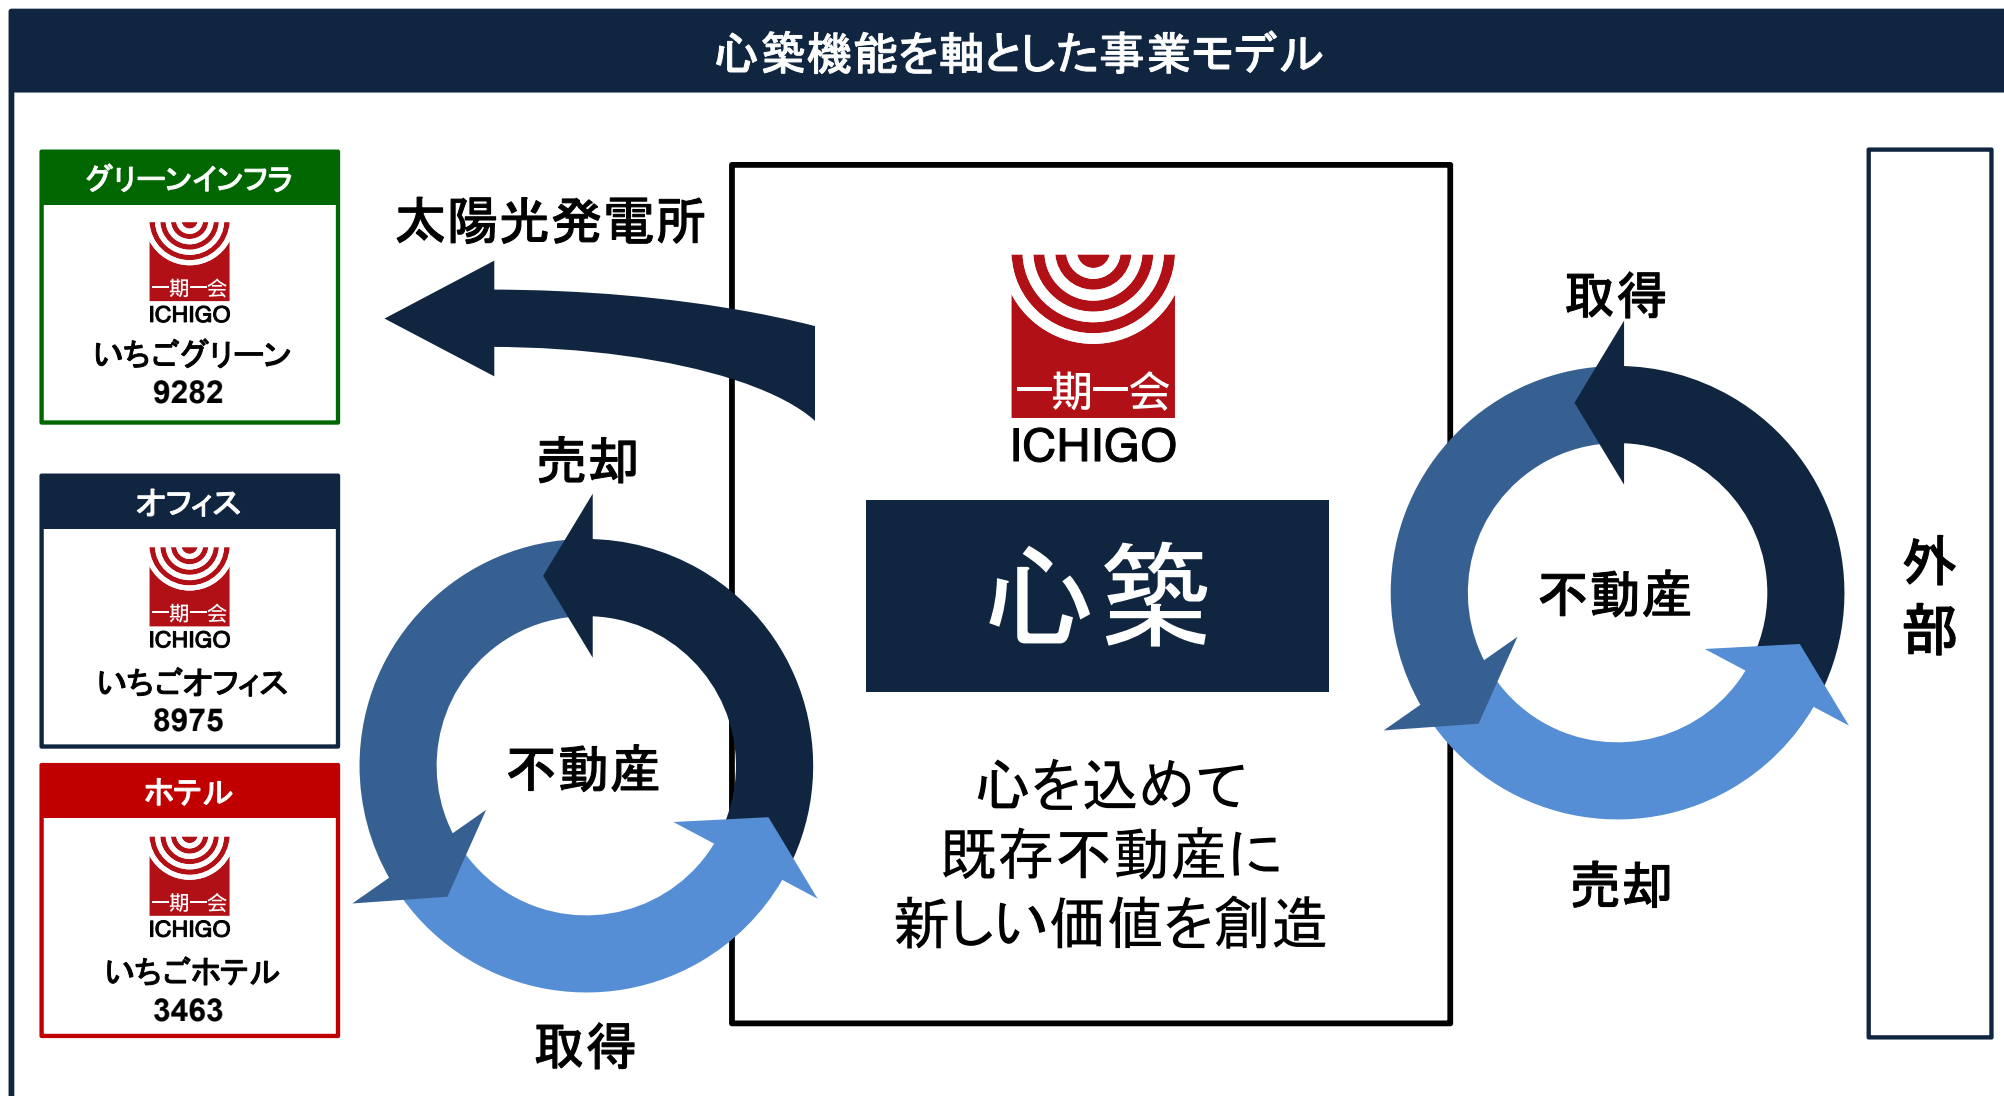 心築機能を軸とした事業モデル
グリーンインフラ
一期一会
ICHIGO
いちごグリーン
9282
オフィス
一期一会
ICHIGO
いちごオフィス
8975
ホテル
一期一会
ICHIGO
いちごホテル
3463
太陽光発電所
売却
不動産
取得
一期一会
ICHIGO
心築
心を込めて
既存不動産に
新しい価値を創造
取得
不動産
売却
外部